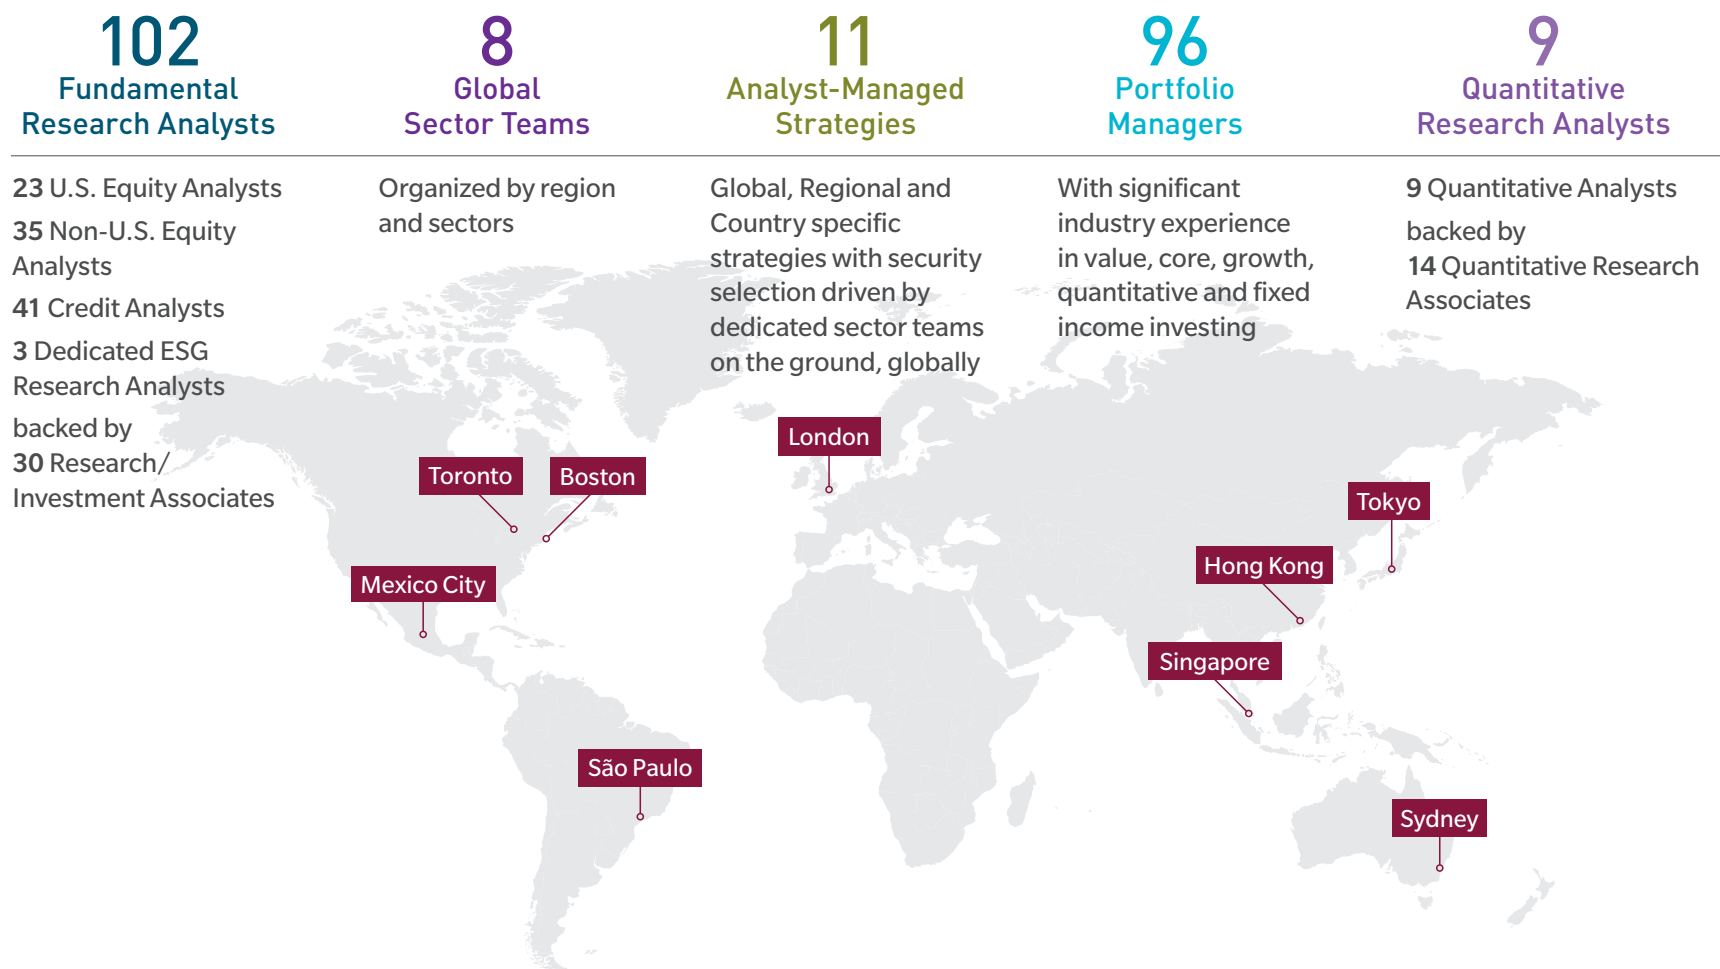 102
Fundamental
Research Analysts
23 U.S. Equity Analysts
35 Non-U.S. Equity
Analysts
41 Credit Analysts
3 Dedicated ESG
Research Analysts
backed by
30 Research/
Investment Associates
8
Global
Sector Teams
Organized by region
and sectors
11
Analyst-Managed
Strategies
Global, Regional and
Country specific
strategies with security
selection driven by
dedicated sector teams
on the ground, globally
96
Portfolio
Managers
With significant
industry experience
in value, core, growth,
quantitative and fixed
income investing
9
Quantitative
Research Analysts
9 Quantitative Analysts
backed by
14 Quantitative Research
Associates
London
Toronto
Boston
Tokyo
Hong Kong
Mexico City
Singapore
São Paulo
Sydney